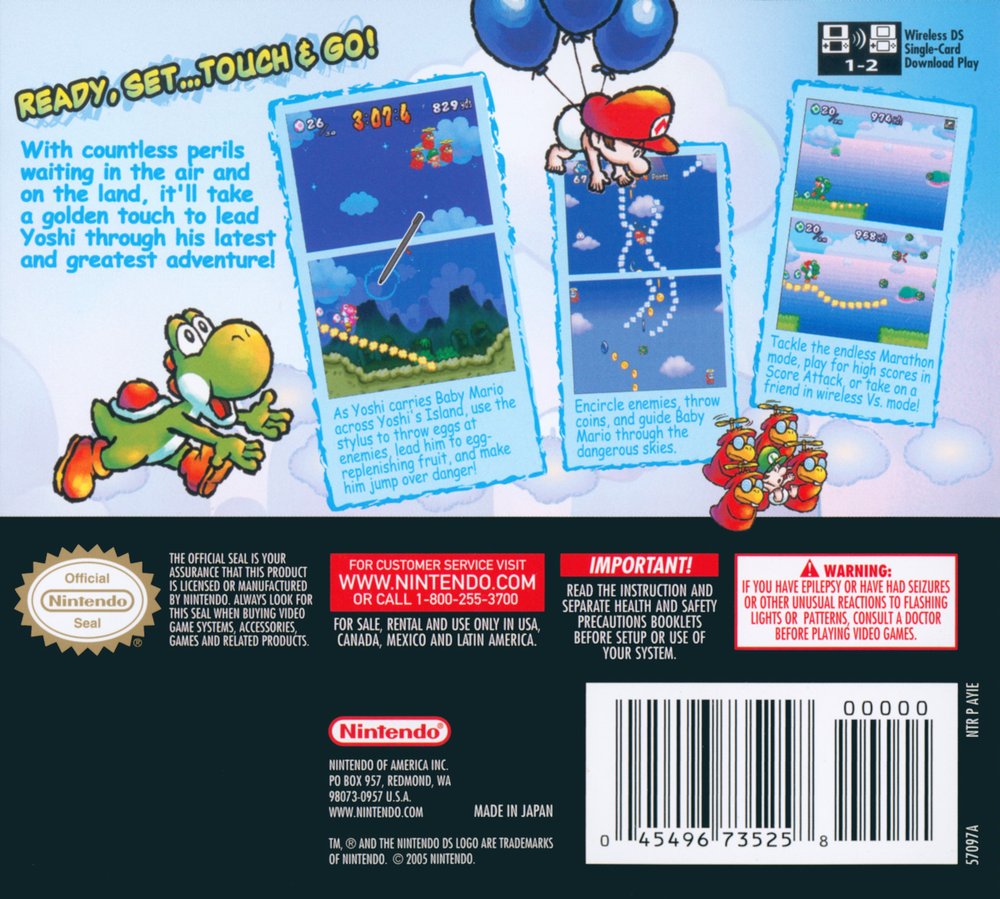 READY, SET...TOUCH & GO!
With countless perils
waiting in the air and
on the land, it'll take
a golden touch to lead
Yoshi through his latest
and greatest adventure!
Wireless DS
Single-Card
Download Play
1-2
26
3:07:4
829 yds
As Yoshi carries Baby Mario
across Yoshi's Island, use the
stylus to throw eggs at
enemies, lead him to egg-
replenishing fruit, and make
him jump over danger!
67
Points
Encircle enemies, throw
coins, and guide Baby
Mario through the
dangerous skies.
20
974
20
968
Tackle the endless Marathon
mode, play for high scores in
Score Attack, or take on a
friend in wireless Vs. mode!
Official
Nintendo
Seal
®
THE OFFICIAL SEAL IS YOUR
ASSURANCE THAT THIS PRODUCT
IS LICENSED OR MANUFACTURED
BY NINTENDO. ALWAYS LOOK FOR
THIS SEAL WHEN BUYING VIDEO
GAME SYSTEMS, ACCESSORIES,
GAMES AND RELATED PRODUCTS.
FOR CUSTOMER SERVICE VISIT
WWW.NINTENDO.COM
OR CALL 1-800-255-3700
FOR SALE, RENTAL AND USE ONLY IN USA,
CANADA, MEXICO AND LATIN AMERICA.
IMPORTANT!
READ THE INSTRUCTION AND
SEPARATE HEALTH AND SAFETY
PRECAUTIONS BOOKLETS
BEFORE SETUP OR USE OF
YOUR SYSTEM.
WARNING:
IF YOU HAVE EPILEPSY OR HAVE HAD SEIZURES
OR OTHER UNUSUAL REACTIONS TO FLASHING
LIGHTS OR PATTERNS, CONSULT A DOCTOR
BEFORE PLAYING VIDEO GAMES.
Nintendo®
NINTENDO OF AMERICA INC.
PO BOX 957, REDMOND, WA
98073-0957 U.S.A.
WWW.NINTENDO.COM
MADE IN JAPAN
TM, ® AND THE NINTENDO DS LOGO ARE TRADEMARKS
OF NINTENDO. © 2005 NINTENDO.
00000
0 45496 73525 8
NTR P AYIE
57097A